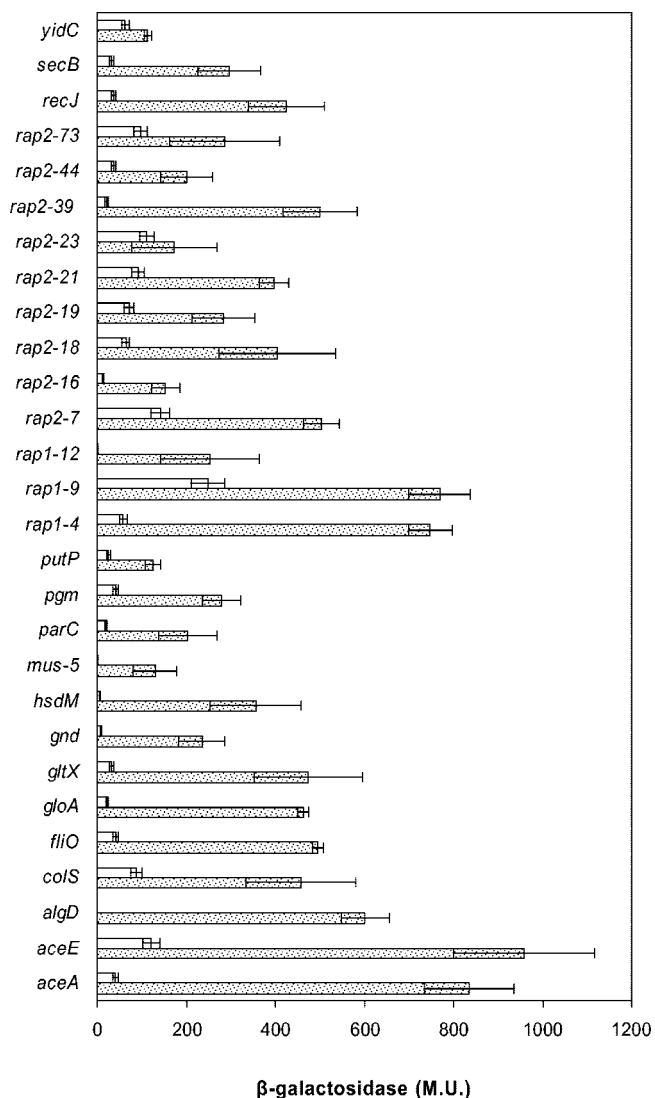 yidC
secB
recJ
rap2-73
rap2-44
rap2-39
rap2-23
rap2-21
rap2-19
rap2-18
rap2-16
rap2-7
rap1-12
rap1-9
rap1-4
putP
pgm
parC
mus-5
hsdM
gnd
gltX
gloA
fliO
colS
algD
aceE
aceA
0 200 400 600 800 1000 1200
β-galactosidase (M.U.)